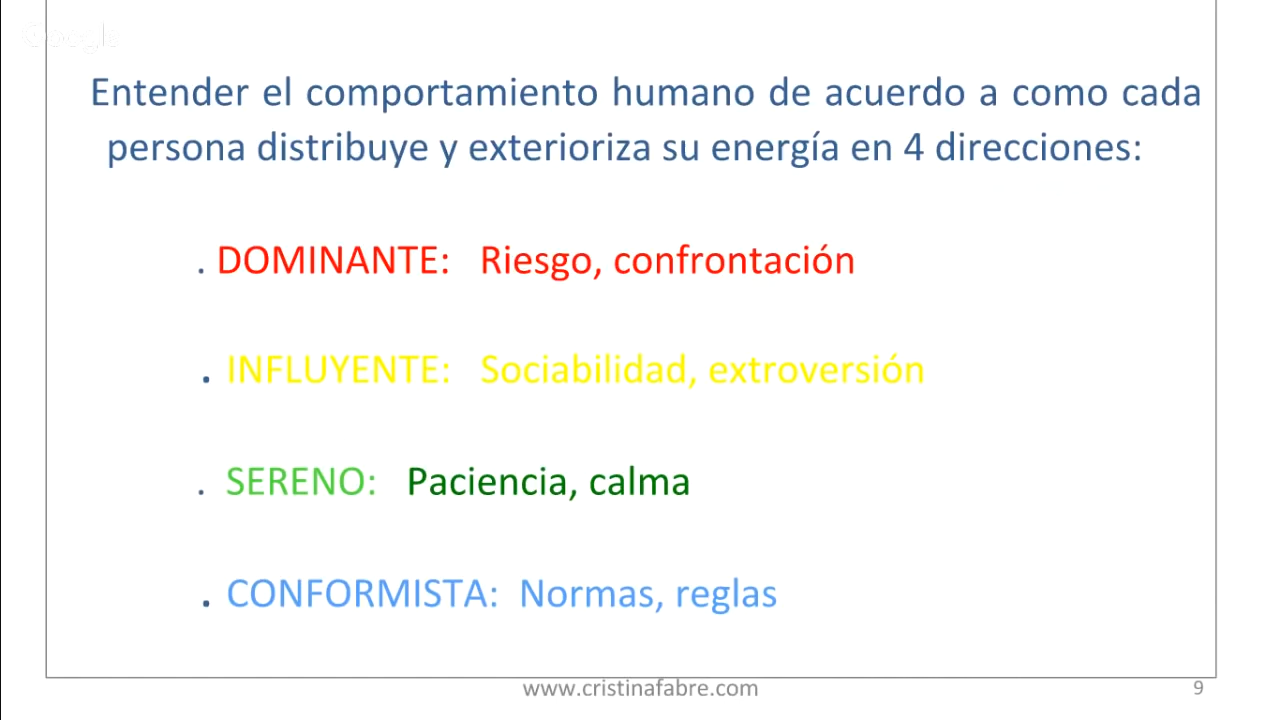 Google
Entender el comportamiento humano de acuerdo a como cada
persona distribuye y exterioriza su energía en 4 direcciones:
. DOMINANTE: Riesgo, confrontación
. INFLUYENTE: Sociabilidad, extroversión
. SERENO: Paciencia, calma
. CONFORMISTA: Normas, reglas
www.cristinafabre.com
9